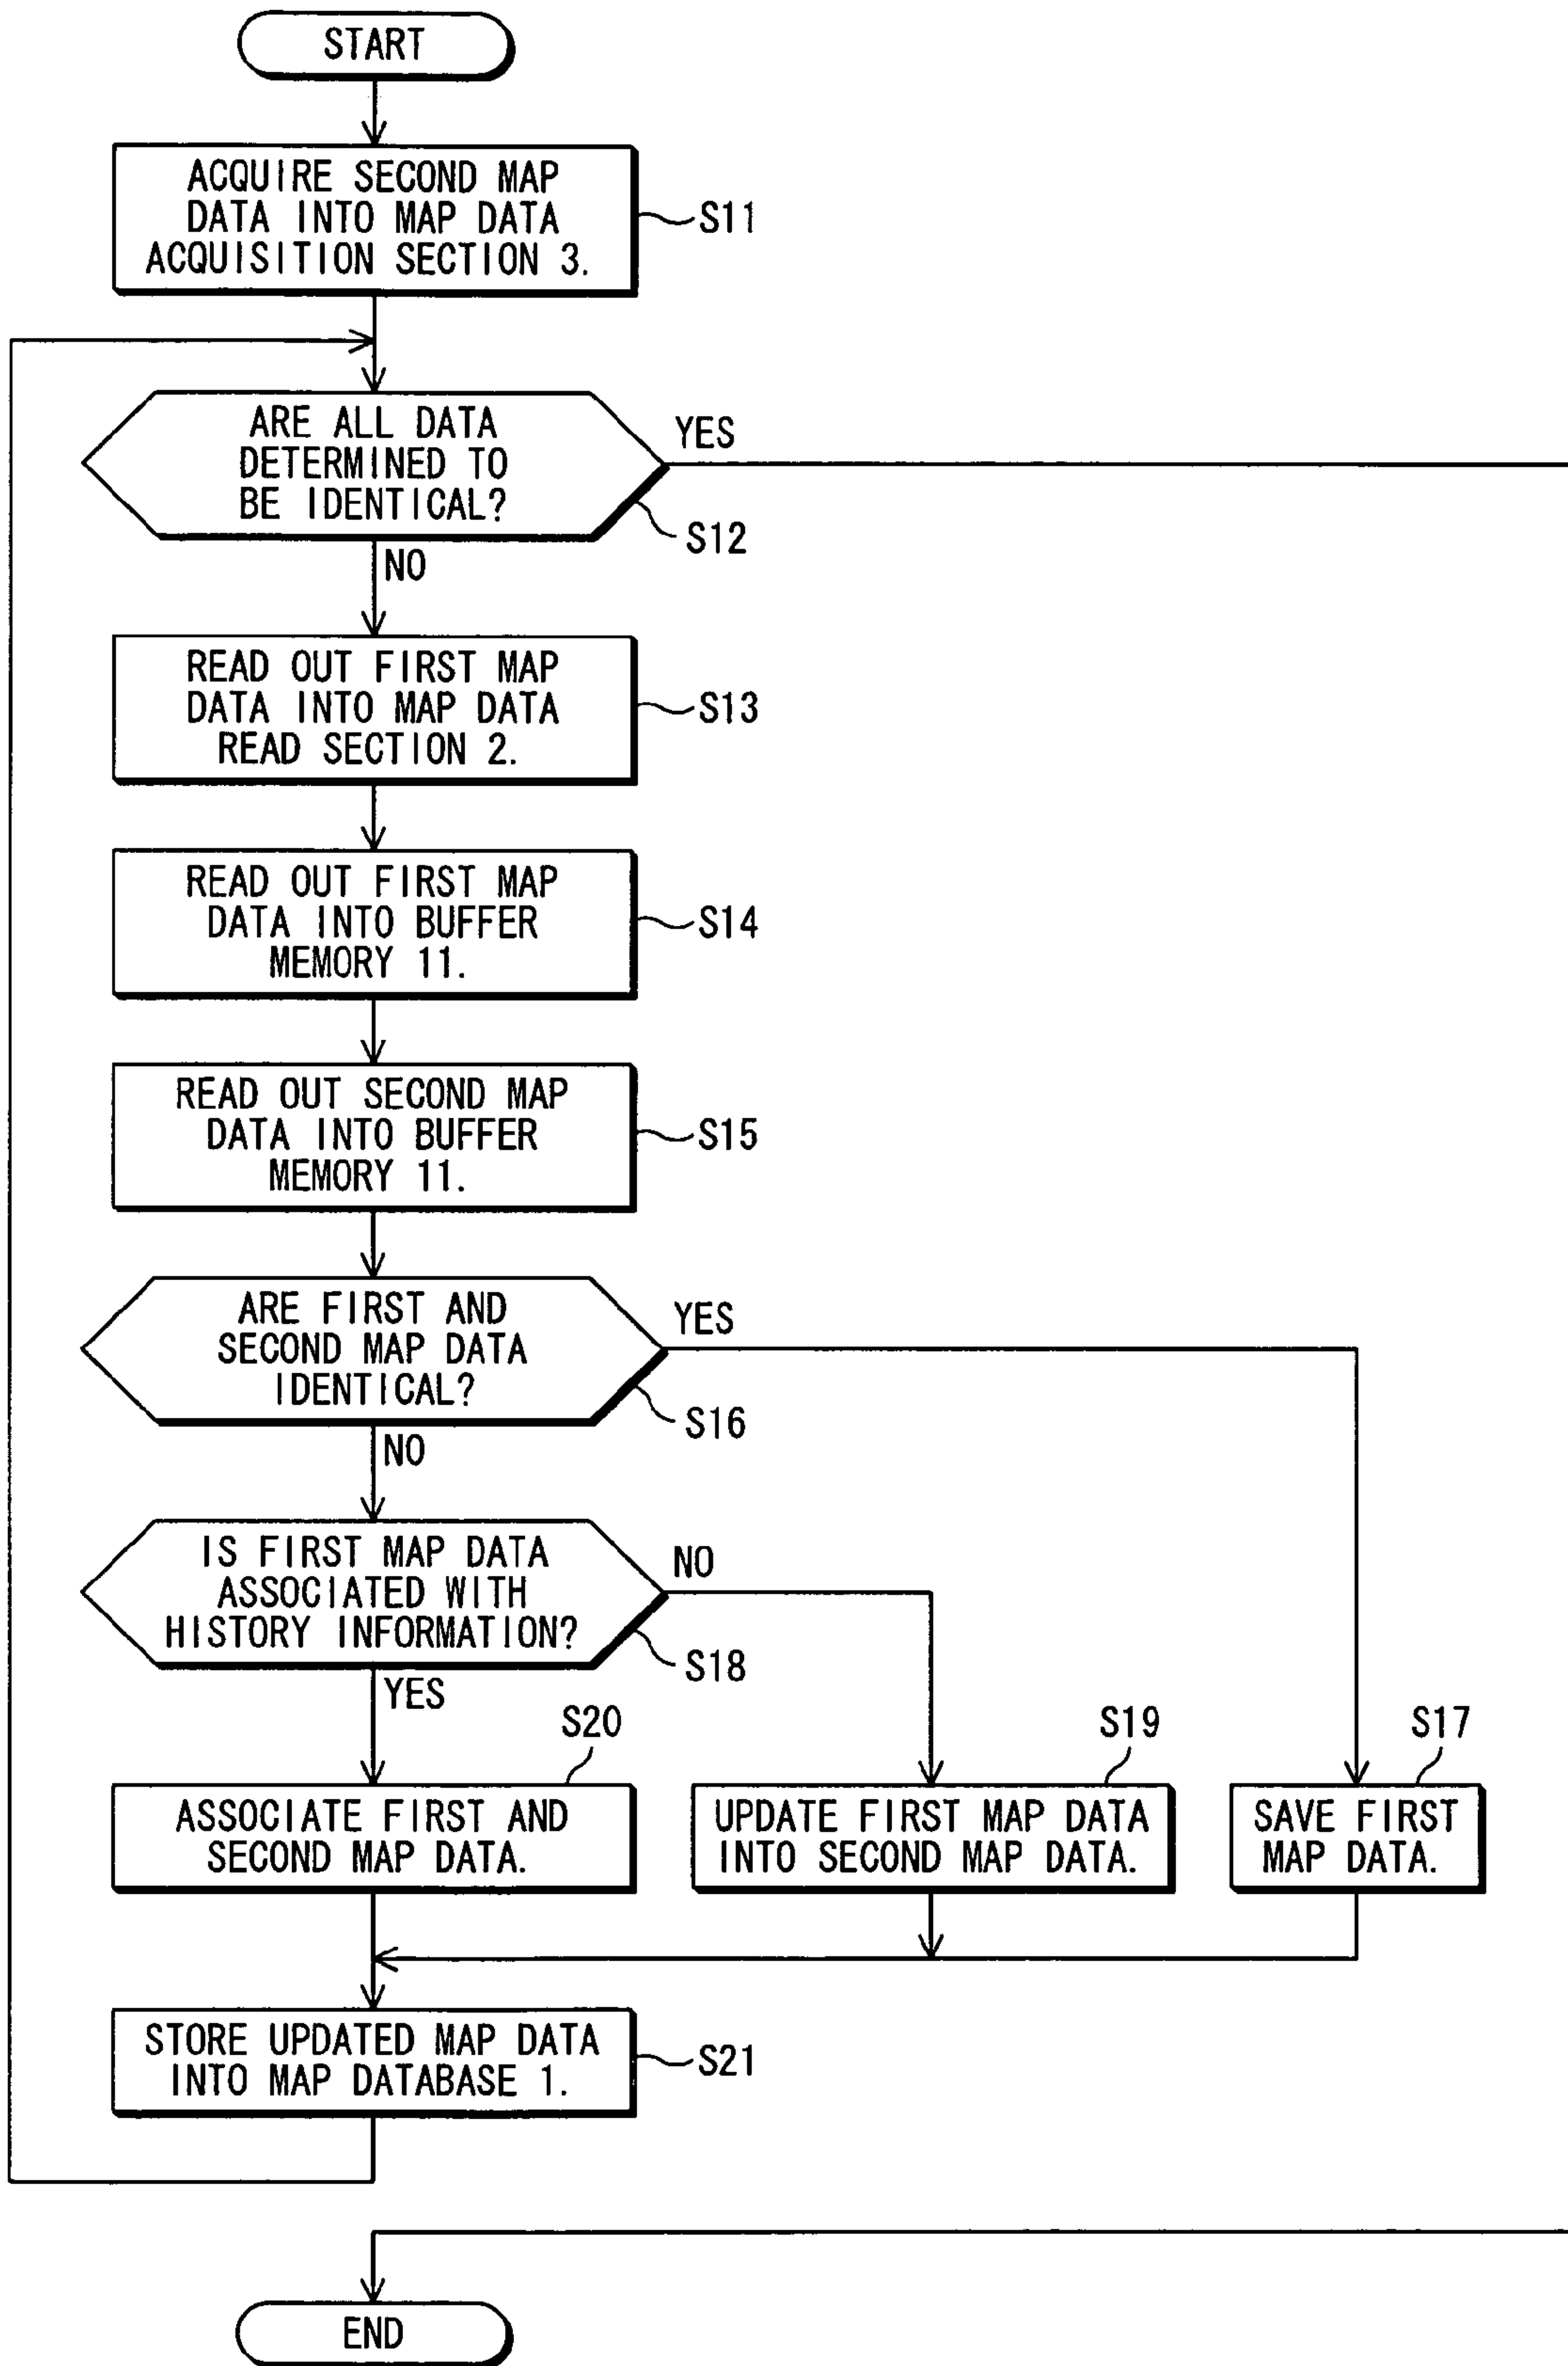 START
ACQUIRE SECOND MAP
DATA INTO MAP DATA
ACQUISITION SECTION 3.
S11
ARE ALL DATA
DETERMINED TO
BE IDENTICAL?
YES
S12
NO
READ OUT FIRST MAP
DATA INTO MAP DATA
READ SECTION 2.
S13
READ OUT FIRST MAP
DATA INTO BUFFER
MEMORY 11.
S14
READ OUT SECOND MAP
DATA INTO BUFFER
MEMORY 11.
S15
ARE FIRST AND
SECOND MAP DATA
IDENTICAL?
YES
S16
NO
IS FIRST MAP DATA
ASSOCIATED WITH
HISTORY INFORMATION?
NO
S18
YES
S20
ASSOCIATE FIRST AND
SECOND MAP DATA.
S19
UPDATE FIRST MAP DATA
INTO SECOND MAP DATA.
S17
SAVE FIRST
MAP DATA.
STORE UPDATED MAP DATA
INTO MAP DATABASE 1.
S21
END